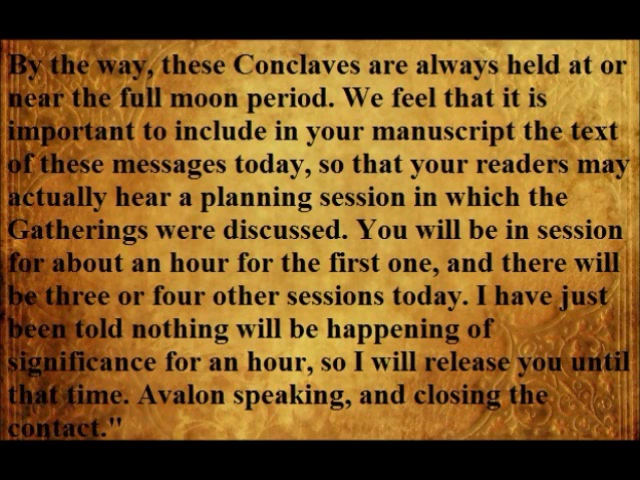 By the way, these Conclaves are always held at or
near the full moon period. We feel that it is
important to include in your manuscript the text
of these messages today, so that your readers may
actually hear a planning session in which the
Gatherings were discussed. You will be in session
for about an hour for the first one, and there will
be three or four other sessions today. I have just
been told nothing will be happening of
significance for an hour, so I will release you until
that time. Avalon speaking, and closing the
contact."